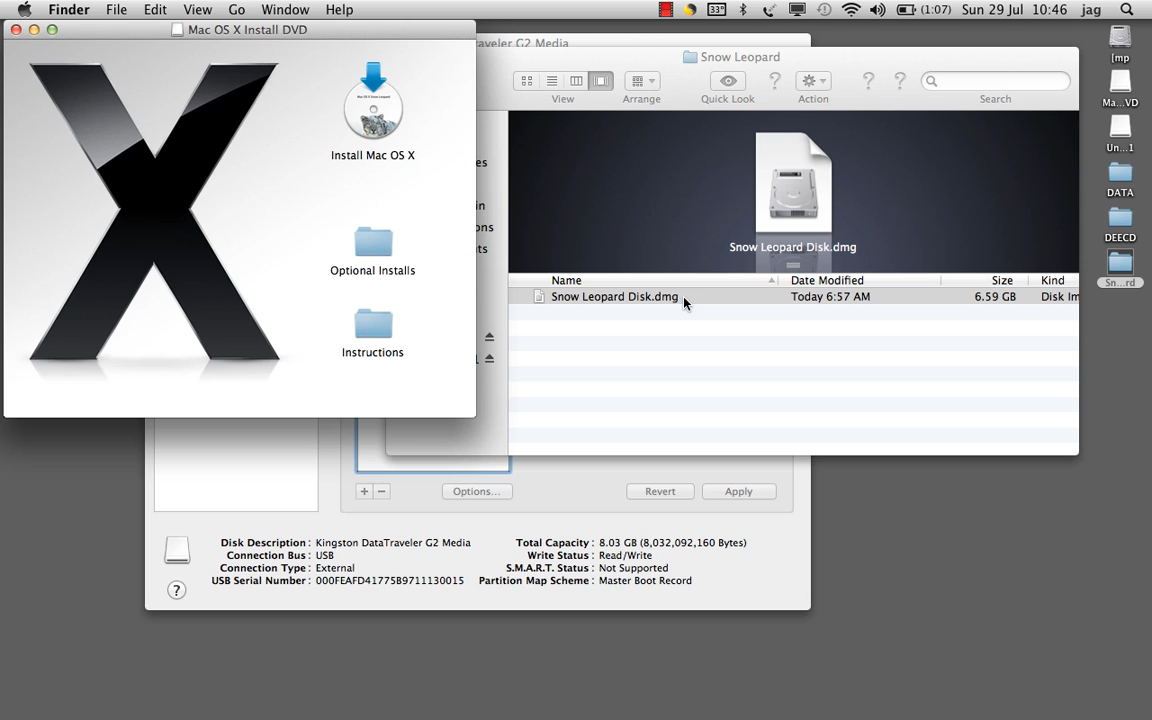 Finder File Edit View Go Window Help 33° (1:07) Sun 29 Jul 10:46 jag
Mac OS X Install DVD
Install Mac OS X
Optional Installs
Instructions
Traveler G2 Media
Snow Leopard
View Arrange Quick Look Action Search
Snow Leopard Disk.dmg
Name Date Modified Size Kind
Snow Leopard Disk.dmg Today 6:57 AM 6.59 GB Disk Im
+ − Options... Revert Apply
Disk Description : Kingston DataTraveler G2 Media
Connection Bus : USB
Connection Type : External
USB Serial Number : 000FEAFD41775B9711130015
Total Capacity : 8.03 GB (8,032,092,160 Bytes)
Write Status : Read/Write
S.M.A.R.T. Status : Not Supported
Partition Map Scheme : Master Boot Record
?
Ma...VD
Un...1
DATA
DEECD
Sn...rd